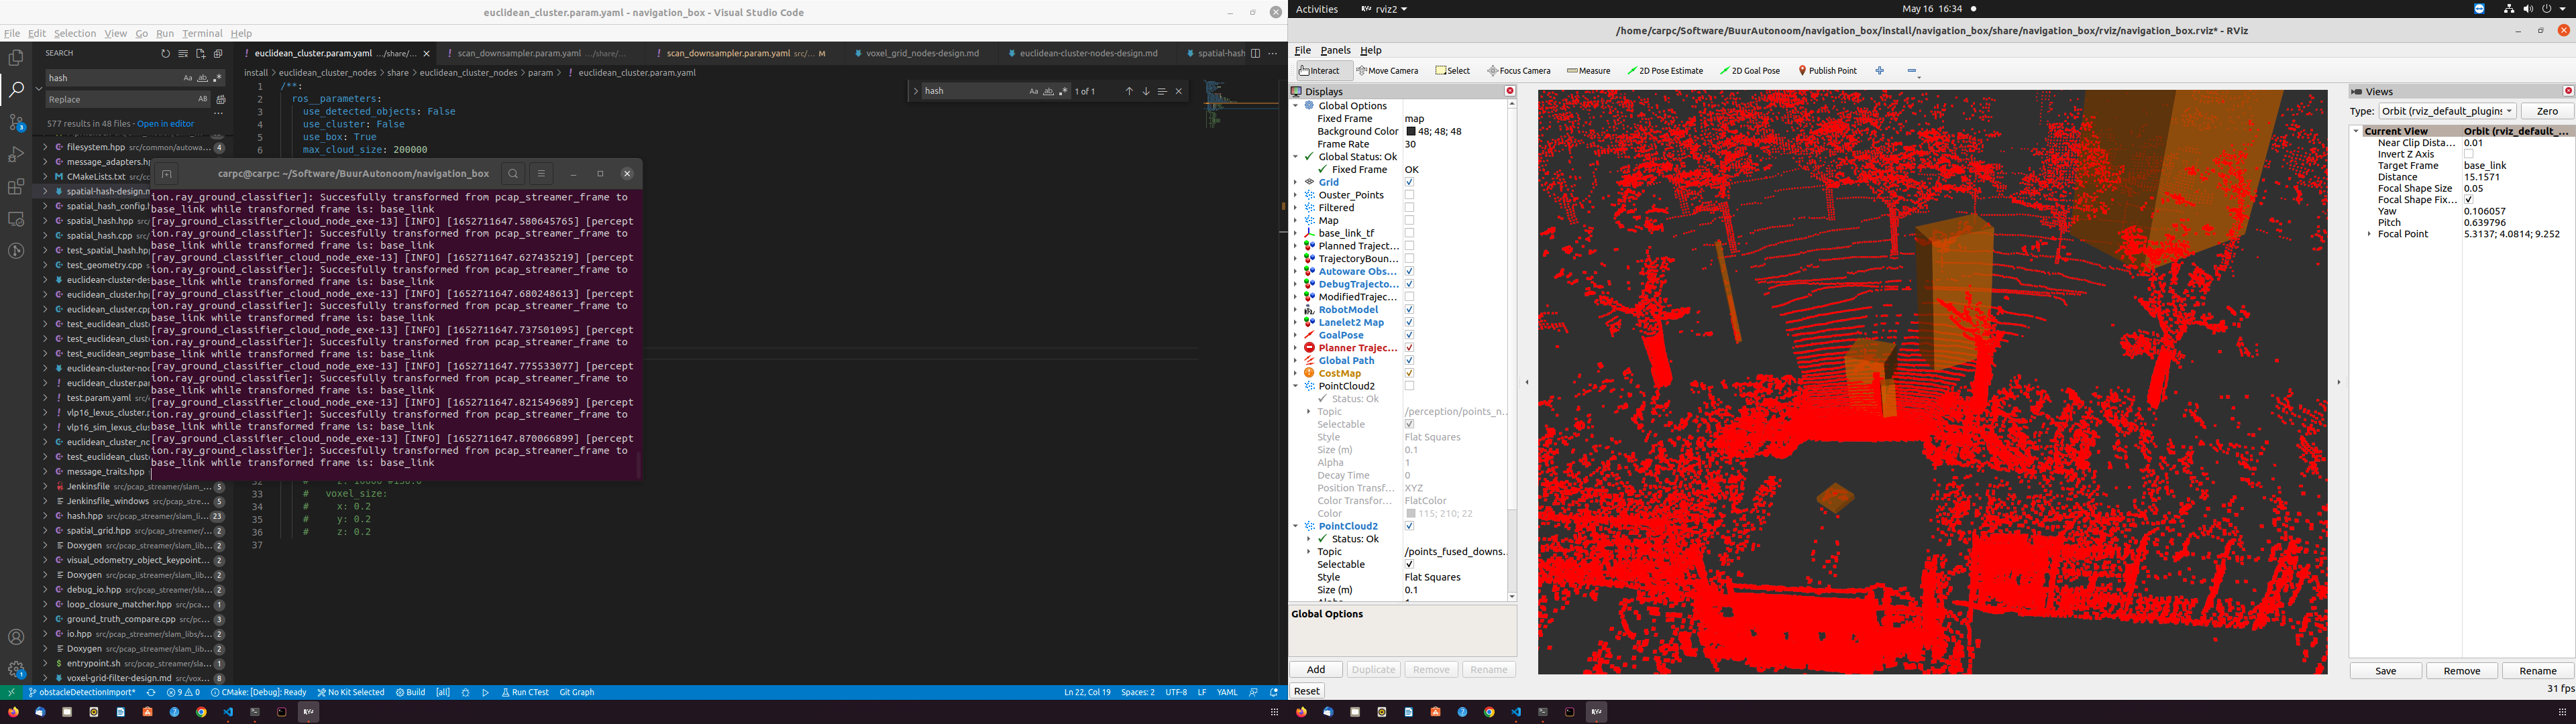 euclidean_cluster.param.yaml - navigation_box - Visual Studio Code
File Edit Selection View Go Run Terminal Help
SEARCH
hash
Replace
577 results in 48 files - Open in editor
filesystem.hpp src/common/autowa... 4
message_adapters.h
CMakeLists.txt src/cc
spatial-hash-design.n
spatial_hash_config.h
spatial_hash.hpp src
spatial_hash.cpp src
test_spatial_hash.hpp
test_geometry.cpp
euclidean-cluster-des
euclidean_cluster.hp
euclidean_cluster.cp
test_euclidean_cluste
test_euclidean_cluste
test_euclidean_segm
euclidean-cluster-nod
euclidean_cluster.par
test.param.yaml src/
vlp16_lexus_cluster.p
vlp16_sim_lexus_clus
euclidean_cluster_no
test_euclidean_cluste
message_traits.hpp
Jenkinsfile src/pcap_streamer/slam_... 5
Jenkinsfile_windows src/pcap_stre... 5
hash.hpp src/pcap_streamer/slam_li... 23
spatial_grid.hpp src/pcap_streamer... 2
Doxygen src/pcap_streamer/slam_lib... 2
visual_odometry_object_keypoint... 2
Doxygen src/pcap_streamer/slam_lib... 2
debug_io.hpp src/pcap_streamer/sla... 2
loop_closure_matcher.hpp src/pca... 1
ground_truth_compare.cpp src/pca... 3
io.hpp src/pcap_streamer/slam_libs/s... 2
Doxygen src/pcap_streamer/slam_lib... 2
entrypoint.sh src/pcap_streamer/sla... 1
voxel-grid-filter-design.md src/vox... 8
euclidean_cluster.param.yaml .../share/... scan_downsampler.param.yaml .../share/... scan_downsampler.param.yaml src/... M voxel_grid_nodes-design.md euclidean-cluster-nodes-design.md spatial-hash
install > euclidean_cluster_nodes > share > euclidean_cluster_nodes > param > ! euclidean_cluster.param.yaml
hash 1 of 1
1 /**:
2 ros__parameters:
3 use_detected_objects: False
4 use_cluster: False
5 use_box: True
6 max_cloud_size: 200000
carpc@carpc: ~/Software/BuurAutonoom/navigation_box
ion.ray_ground_classifier]: Succesfully transformed from pcap_streamer_frame to
base_link while transformed frame is: base_link
[ray_ground_classifier_cloud_node_exe-13] [INFO] [1652711647.580645765] [percept
ion.ray_ground_classifier]: Succesfully transformed from pcap_streamer_frame to
base_link while transformed frame is: base_link
[ray_ground_classifier_cloud_node_exe-13] [INFO] [1652711647.627435219] [percept
ion.ray_ground_classifier]: Succesfully transformed from pcap_streamer_frame to
base_link while transformed frame is: base_link
[ray_ground_classifier_cloud_node_exe-13] [INFO] [1652711647.680248613] [percept
ion.ray_ground_classifier]: Succesfully transformed from pcap_streamer_frame to
base_link while transformed frame is: base_link
[ray_ground_classifier_cloud_node_exe-13] [INFO] [1652711647.737501095] [percept
ion.ray_ground_classifier]: Succesfully transformed from pcap_streamer_frame to
base_link while transformed frame is: base_link
[ray_ground_classifier_cloud_node_exe-13] [INFO] [1652711647.775533077] [percept
ion.ray_ground_classifier]: Succesfully transformed from pcap_streamer_frame to
base_link while transformed frame is: base_link
[ray_ground_classifier_cloud_node_exe-13] [INFO] [1652711647.821549689] [percept
ion.ray_ground_classifier]: Succesfully transformed from pcap_streamer_frame to
base_link while transformed frame is: base_link
[ray_ground_classifier_cloud_node_exe-13] [INFO] [1652711647.870066899] [percept
ion.ray_ground_classifier]: Succesfully transformed from pcap_streamer_frame to
base_link while transformed frame is: base_link
33 # voxel_size:
34 # x: 0.2
35 # y: 0.2
36 # z: 0.2
37
obstacleDetectionImport* 9 0 CMake: [Debug]: Ready No Kit Selected Build [all] Run CTest Git Graph Ln 22, Col 19 Spaces: 2 UTF-8 LF YAML
Activities rviz2 May 16 16:34
/home/carpc/Software/BuurAutonoom/navigation_box/install/navigation_box/share/navigation_box/rviz/navigation_box.rviz* - RViz
File Panels Help
Interact Move Camera Select Focus Camera Measure 2D Pose Estimate 2D Goal Pose Publish Point
Displays
Global Options
Fixed Frame map
Background Color 48; 48; 48
Frame Rate 30
Global Status: Ok
Fixed Frame OK
Grid
Ouster_Points
Filtered
Map
base_link_tf
Planned Traject...
TrajectoryBoun...
Autoware Obs...
DebugTrajecto...
ModifiedTrajec...
RobotModel
Lanelet2 Map
GoalPose
Planner Trajec...
Global Path
CostMap
PointCloud2
Status: Ok
Topic /perception/points_n...
Selectable
Style Flat Squares
Size (m) 0.1
Alpha 1
Decay Time 0
Position Transf... XYZ
Color Transfor... FlatColor
Color 115; 210; 22
PointCloud2
Status: Ok
Topic /points_fused_downs...
Selectable
Style Flat Squares
Size (m) 0.1
Global Options
Add Duplicate Remove Rename
Reset
Views
Type: Orbit (rviz_default_plugins Zero
Current View Orbit (rviz_default_...
Near Clip Dista... 0.01
Invert Z Axis
Target Frame base_link
Distance 15.1571
Focal Shape Size 0.05
Focal Shape Fix...
Yaw 0.106057
Pitch 0.639796
Focal Point 5.3137; 4.0814; 9.252
Save Remove Rename
31 fps